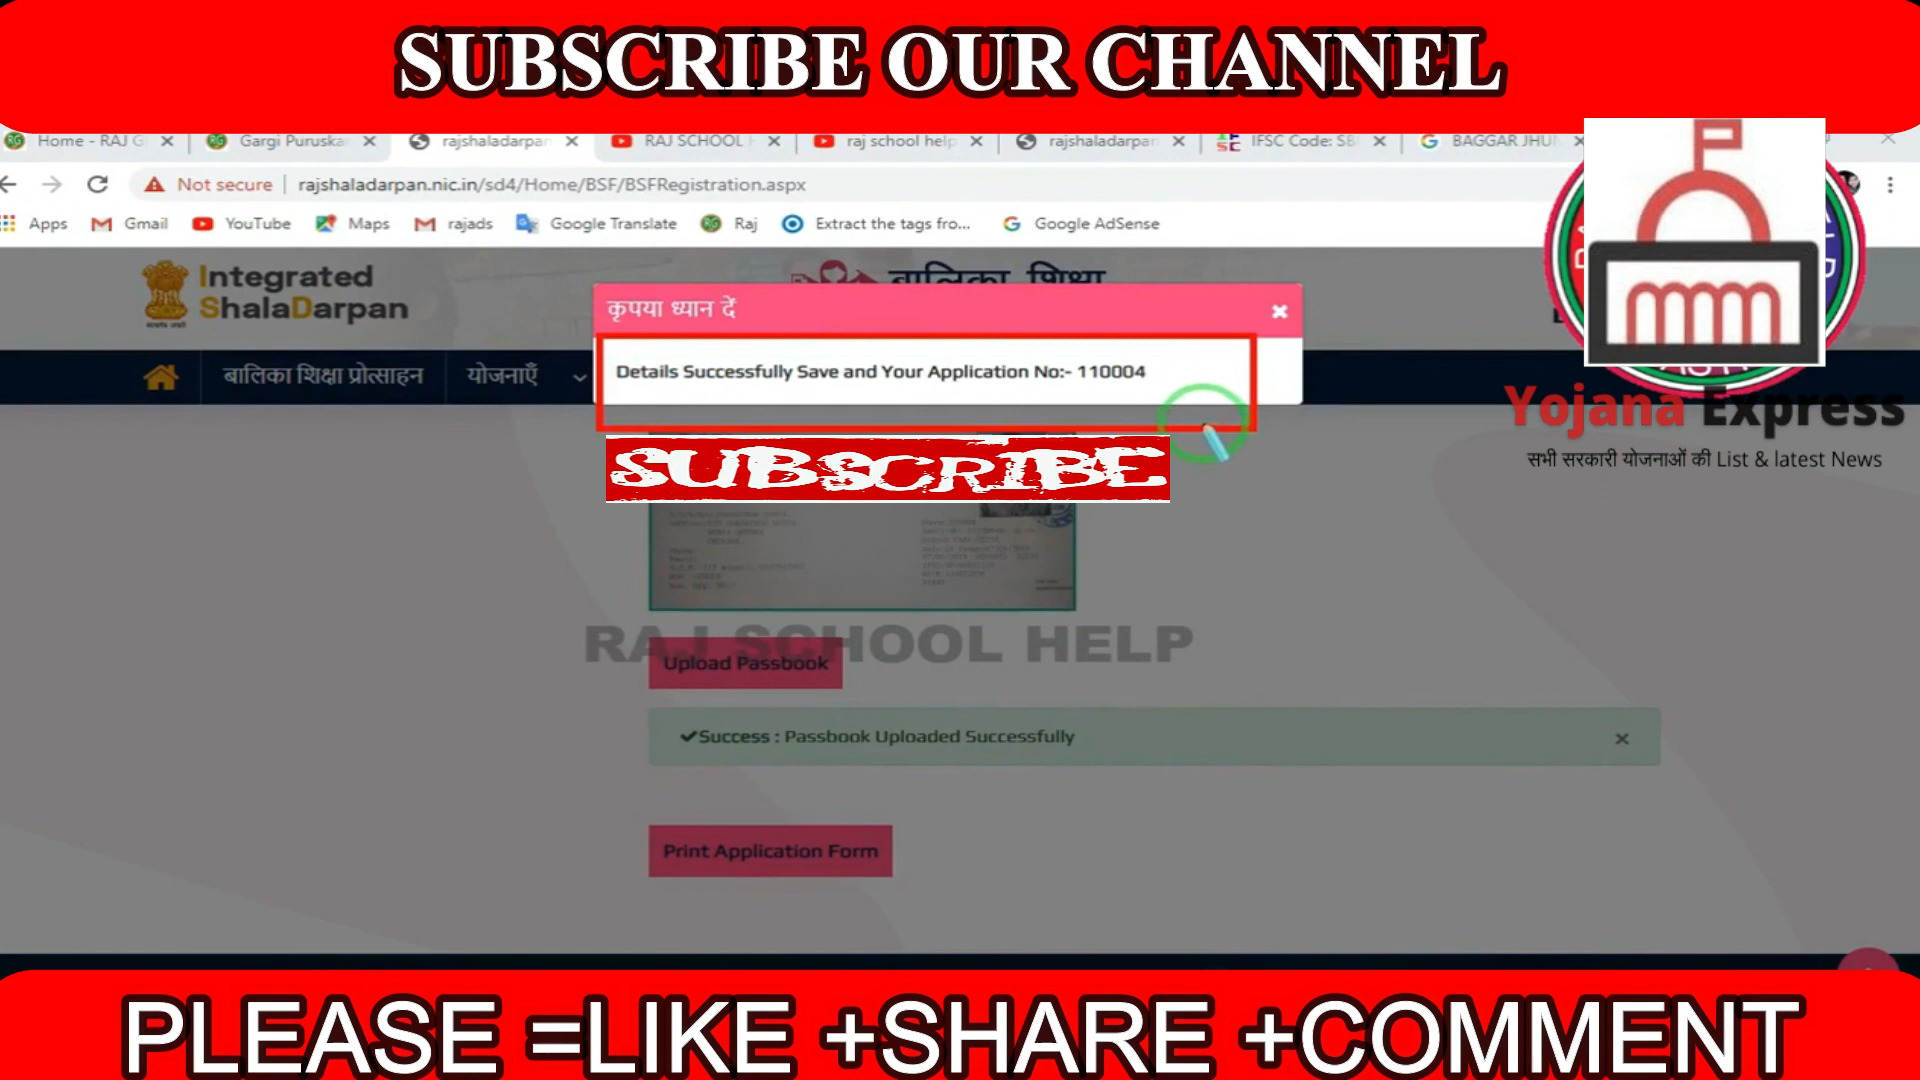 SUBSCRIBE OUR CHANNEL
Home - RAJ G
Gargi Puruska
rajshaladarpan
RAJ SCHOOL H
raj school help
rajshaladarpan
IFSC Code: SB
BAGGAR JHU
Not secure rajshaladarpan.nic.in/sd4/Home/BSF/BSFRegistration.aspx
Apps Gmail YouTube Maps rajads Google Translate Raj Extract the tags fro... Google AdSense
Integrated
ShalaDarpan
बालिका शिक्षा
कृपया ध्यान दें
बालिका शिक्षा प्रोत्साहन योजनाएँ
Details Successfully Save and Your Application No:- 110004
Yojana Express
सभी सरकारी योजनाओं की List & latest News
SUBSCRIBE
RAJ SCHOOL HELP
Upload Passbook
Success : Passbook Uploaded Successfully
Print Application Form
PLEASE =LIKE +SHARE +COMMENT